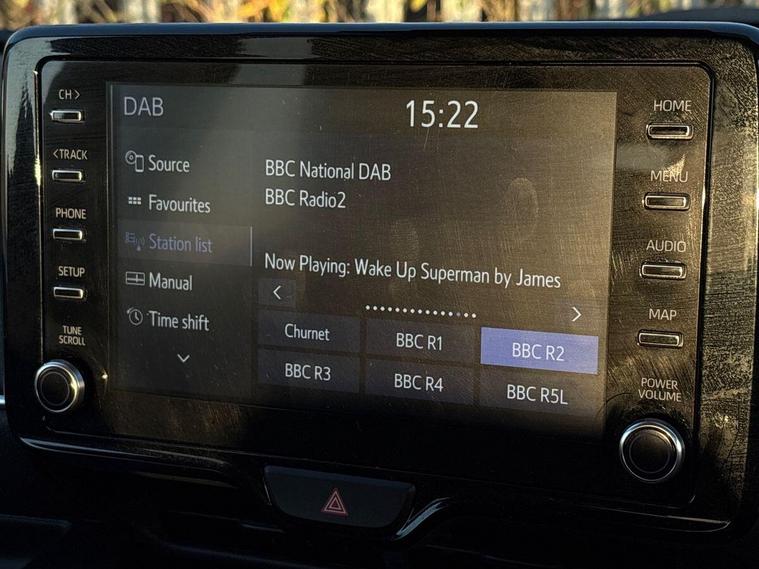 CH>
<TRACK
PHONE
SETUP
TUNE
SCROLL
DAB
15:22
Source
Favourites
Station list
Manual
Time shift
BBC National DAB
BBC Radio2
Now Playing: Wake Up Superman by James
Churnet
BBC R1
BBC R2
BBC R3
BBC R4
BBC R5L
HOME
MENU
AUDIO
MAP
POWER
VOLUME